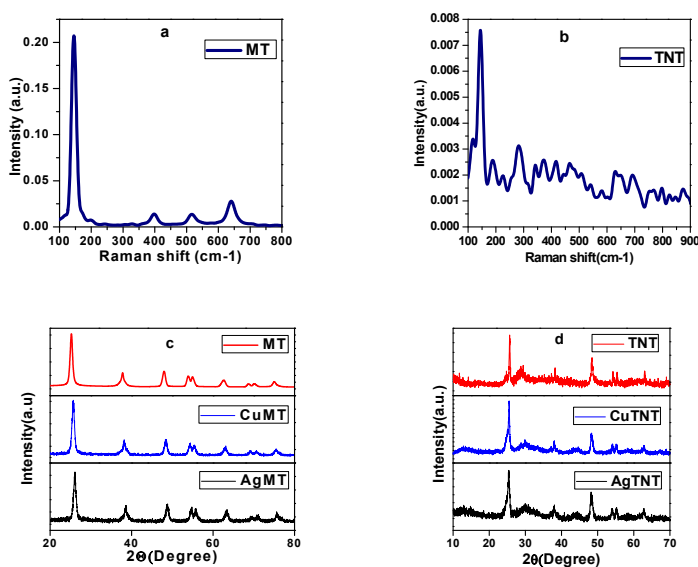 a
MT
Intensity (a.u.)
0.20
0.15
0.10
0.05
0.00
100 200 300 400 500 600 700 800
Raman shift (cm-1)
b
TNT
Intensity(a.u.)
0.008
0.007
0.006
0.005
0.004
0.003
0.002
0.001
0.000
100 200 300 400 500 600 700 800 900
Raman shift(cm-1)
c
MT
CuMT
AgMT
Intensity(a.u)
20 40 60 80
2Θ(Degree)
d
TNT
CuTNT
AgTNT
Intensity(a.u.)
10 20 30 40 50 60 70
2θ(Degree)